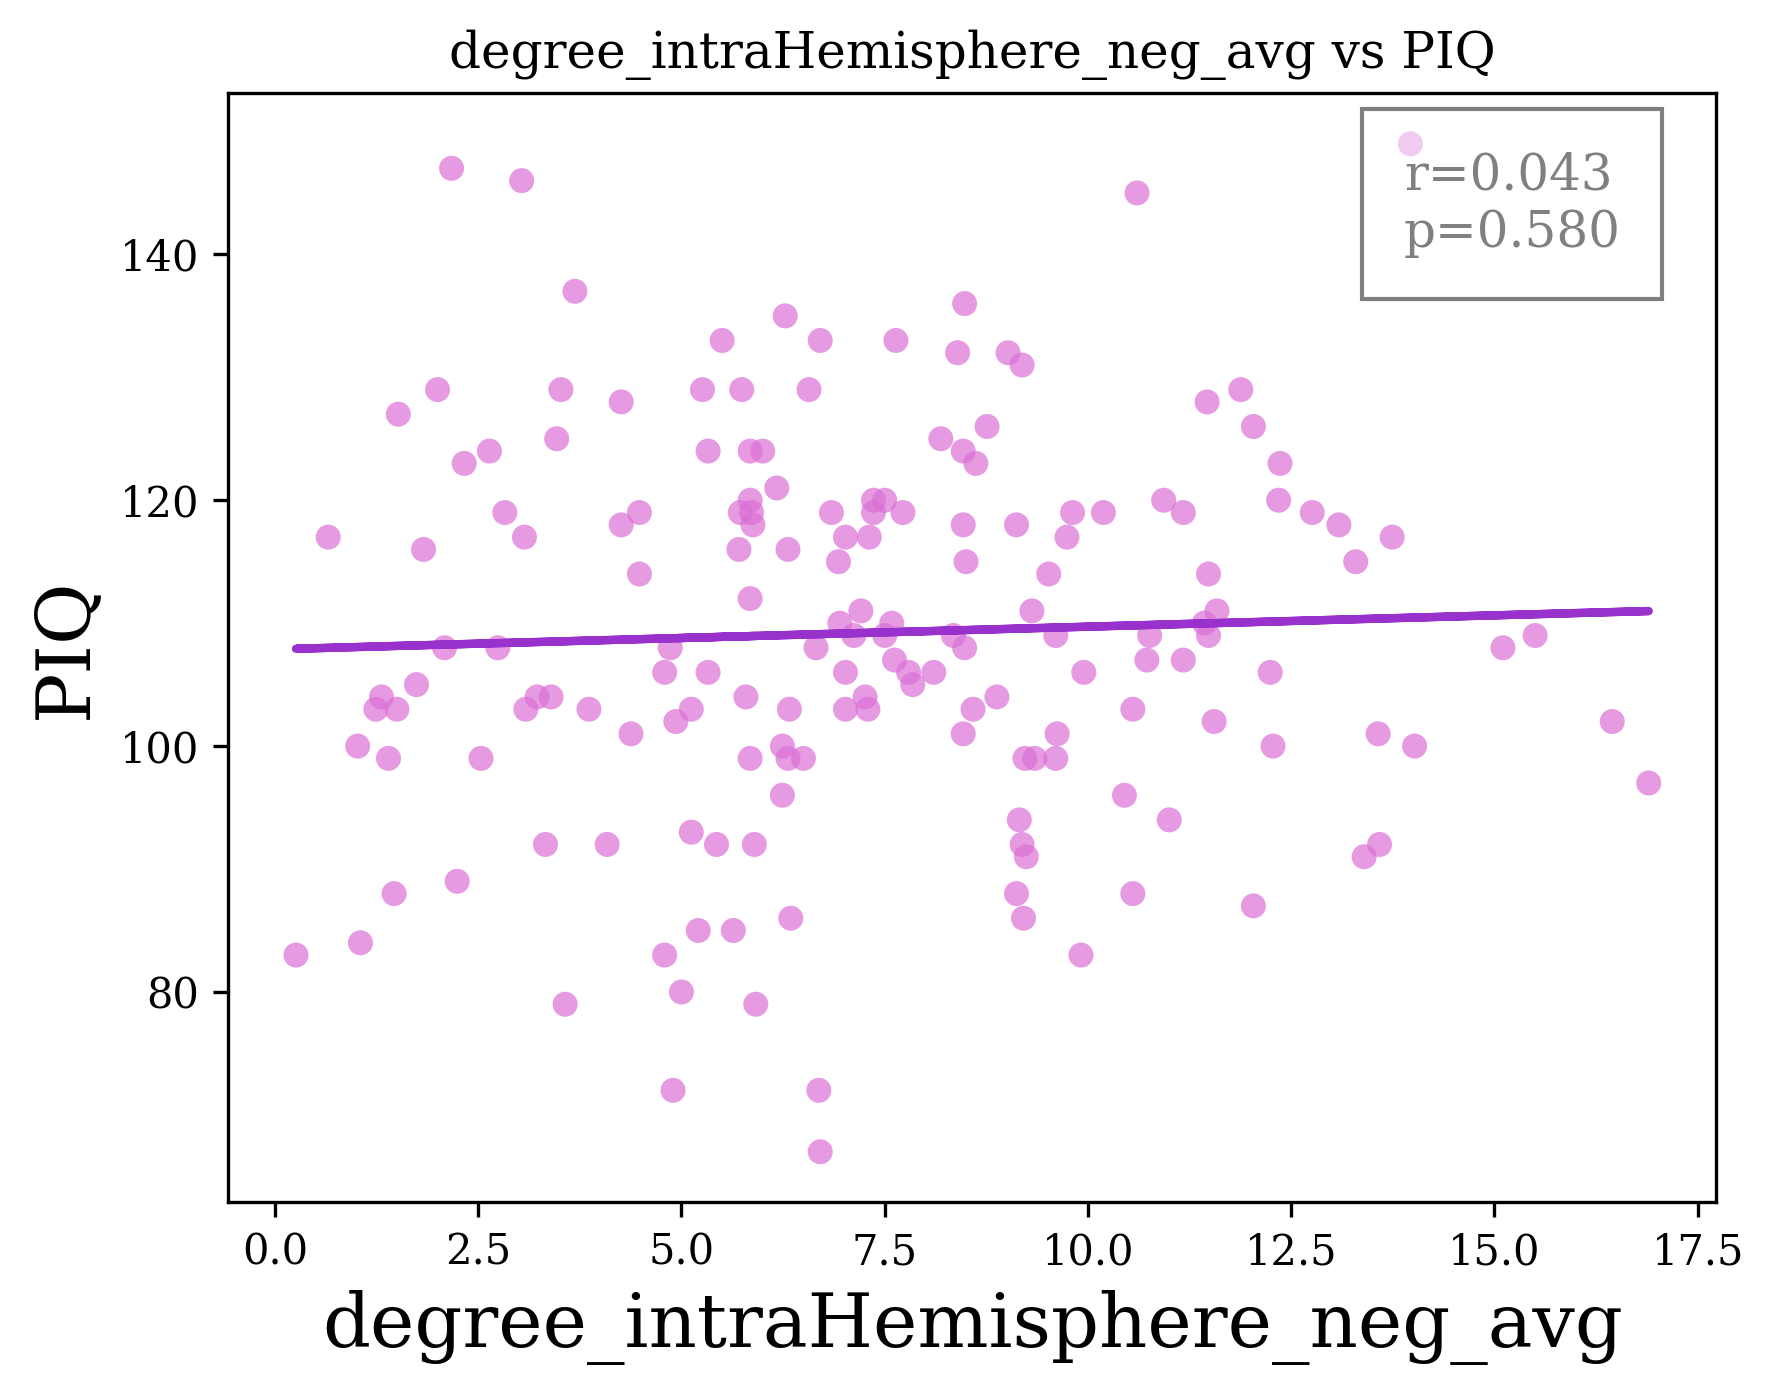 degree_intraHemisphere_neg_avg vs PIQ
r=0.043
p=0.580
PIQ
140
120
100
80
0.0 2.5 5.0 7.5 10.0 12.5 15.0 17.5
degree_intraHemisphere_neg_avg